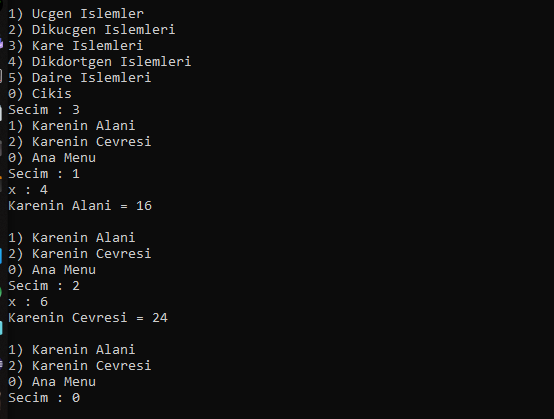 1) Ucgen Islemler
2) Dikucgen Islemleri
3) Kare Islemleri
4) Dikdortgen Islemleri
5) Daire Islemleri
0) Cikis
Secim : 3
1) Karenin Alani
2) Karenin Cevresi
0) Ana Menu
Secim : 1
x : 4
Karenin Alani = 16

1) Karenin Alani
2) Karenin Cevresi
0) Ana Menu
Secim : 2
x : 6
Karenin Cevresi = 24

1) Karenin Alani
2) Karenin Cevresi
0) Ana Menu
Secim : 0